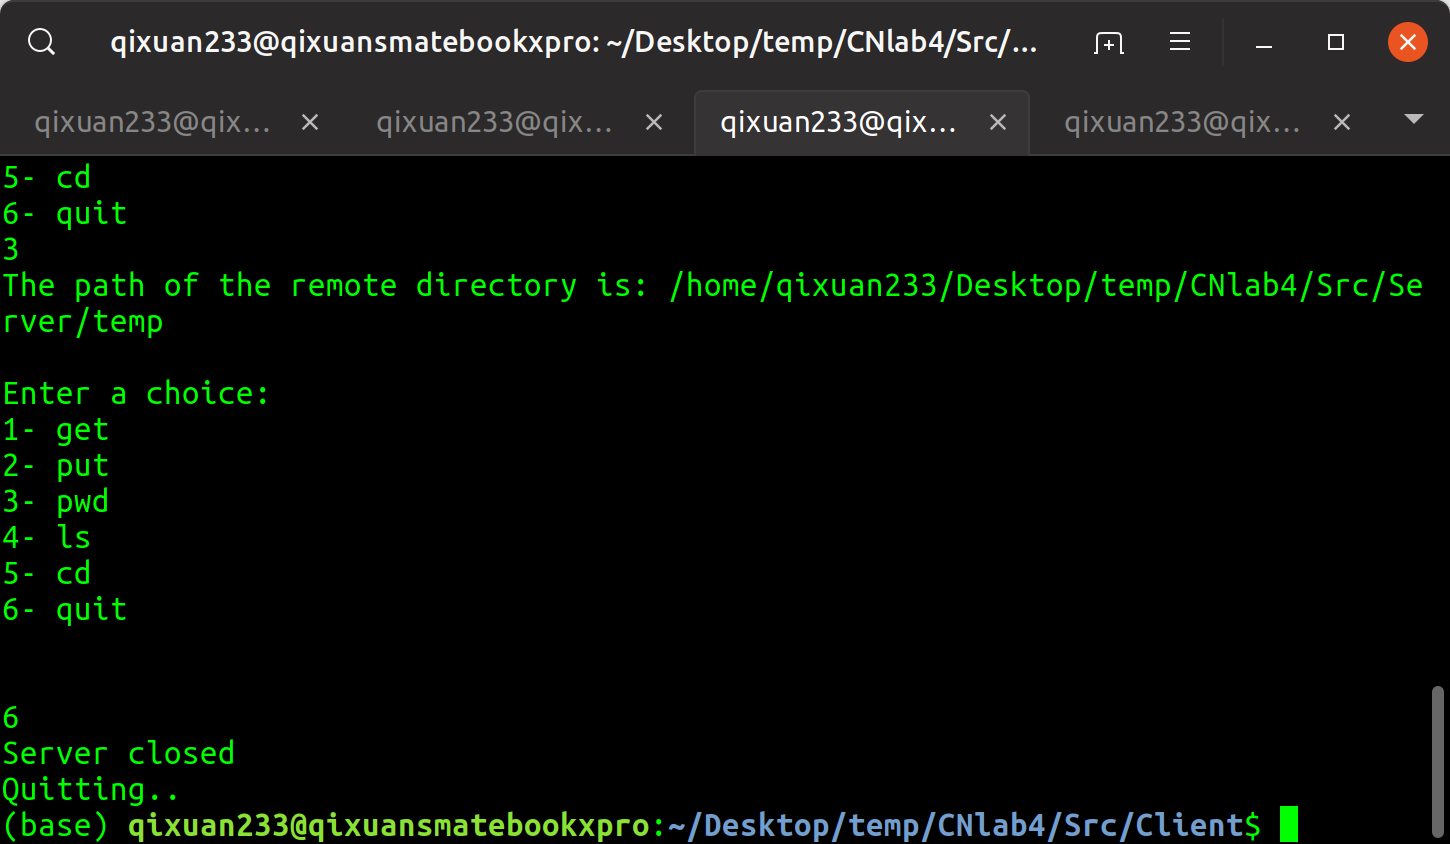 qixuan233@qixuansmatebookxpro: ~/Desktop/temp/CNlab4/Src/...
qixuan233@qix... qixuan233@qix... qixuan233@qix... qixuan233@qix...
5- cd
6- quit
3
The path of the remote directory is: /home/qixuan233/Desktop/temp/CNlab4/Src/Se
rver/temp
Enter a choice:
1- get
2- put
3- pwd
4- ls
5- cd
6- quit
6
Server closed
Quitting..
(base) qixuan233@qixuansmatebookxpro:~/Desktop/temp/CNlab4/Src/Client$